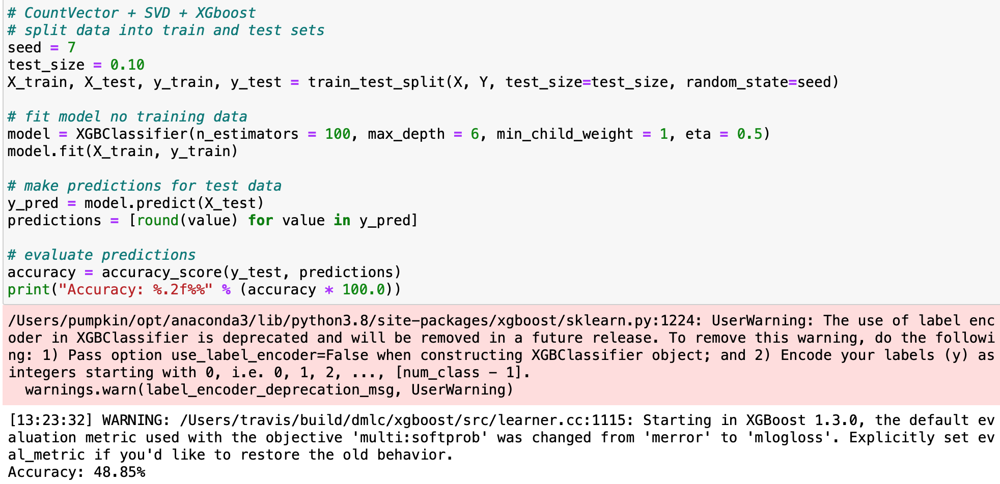 # CountVector + SVD + XGboost
# split data into train and test sets
seed = 7
test_size = 0.10
X_train, X_test, y_train, y_test = train_test_split(X, Y, test_size=test_size, random_state=seed)
# fit model no training data
model = XGBClassifier(n_estimators = 100, max_depth = 6, min_child_weight = 1, eta = 0.5)
model.fit(X_train, y_train)
# make predictions for test data
y_pred = model.predict(X_test)
predictions = [round(value) for value in y_pred]
# evaluate predictions
accuracy = accuracy_score(y_test, predictions)
print("Accuracy: %.2f%%" % (accuracy * 100.0))
/Users/pumpkin/opt/anaconda3/lib/python3.8/site-packages/xgboost/sklearn.py:1224: UserWarning: The use of label enc
oder in XGBClassifier is deprecated and will be removed in a future release. To remove this warning, do the followi
ng: 1) Pass option use_label_encoder=False when constructing XGBClassifier object; and 2) Encode your labels (y) as
integers starting with 0, i.e. 0, 1, 2, ..., [num_class - 1].
  warnings.warn(label_encoder_deprecation_msg, UserWarning)
[13:23:32] WARNING: /Users/travis/build/dmlc/xgboost/src/learner.cc:1115: Starting in XGBoost 1.3.0, the default ev
aluation metric used with the objective 'multi:softprob' was changed from 'merror' to 'mlogloss'. Explicitly set ev
al_metric if you'd like to restore the old behavior.
Accuracy: 48.85%